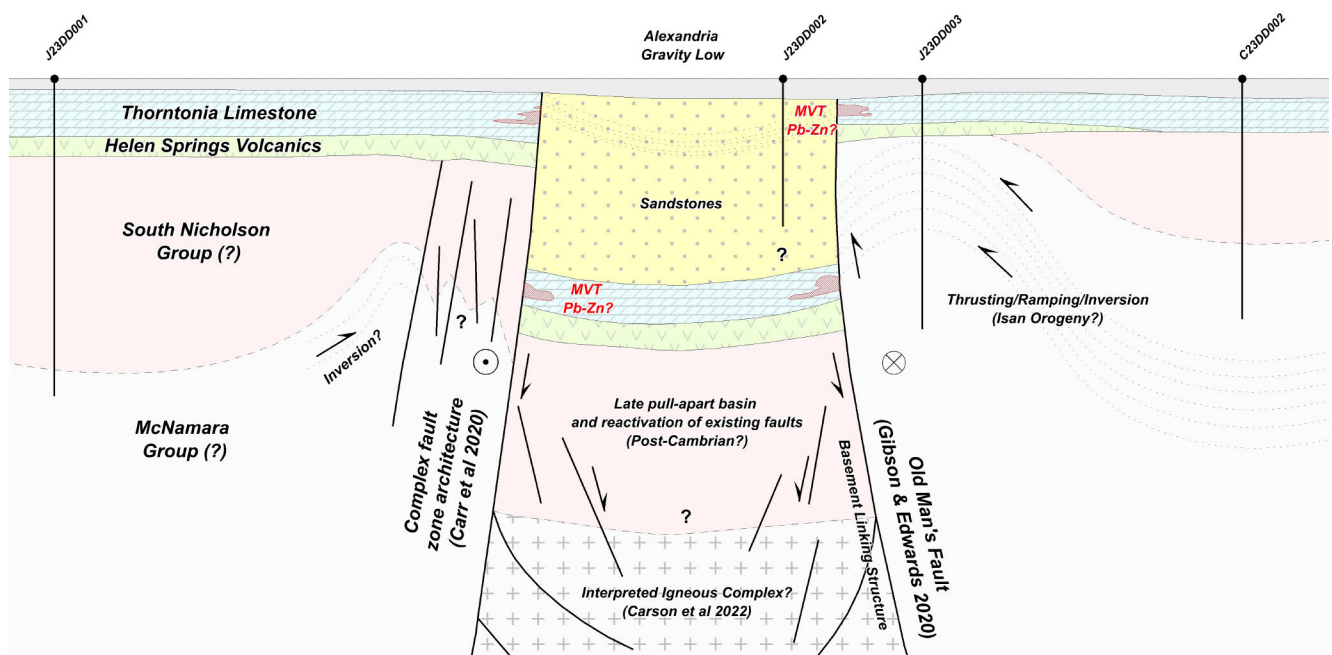 J23DD001
Alexandria
Gravity Low
J23DD002
J23DD003
C23DD002
Thorntonia Limestone
Helen Springs Volcanics
MVT
Pb-Zn?
South Nicholson
Group (?)
Sandstones
?
MVT
Pb-Zn?
Thrusting/Ramping/Inversion
(Isan Orogeny?)
?
Inversion?
McNamara
Group (?)
Complex fault
zone architecture
(Carr et al 2020)
Late pull-apart basin
and reactivation of existing faults
(Post-Cambrian?)
?
Basement Linking Structure
Old Man's Fault
(Gibson & Edwards 2020)
Interpreted Igneous Complex?
(Carson et al 2022)